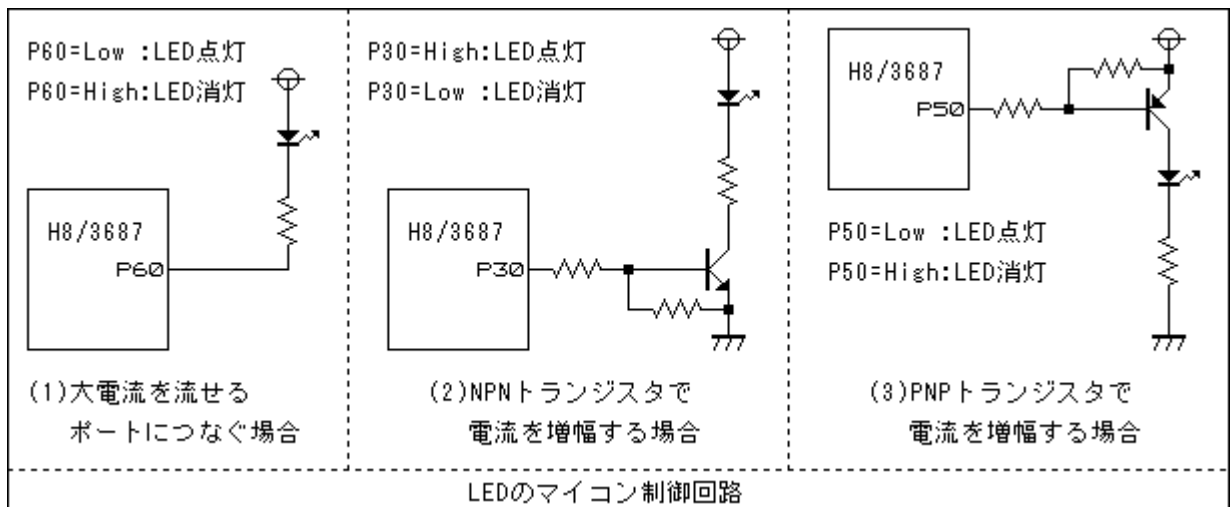 P60=Low :LED点灯
P60=High:LED消灯
H8/3687
P60
(1)大電流を流せる
ポートにつなぐ場合
P30=High:LED点灯
P30=Low :LED消灯
H8/3687
P30
(2)NPNトランジスタで
電流を増幅する場合
H8/3687
P50
P50=Low :LED点灯
P50=High:LED消灯
(3)PNPトランジスタで
電流を増幅する場合
LEDのマイコン制御回路